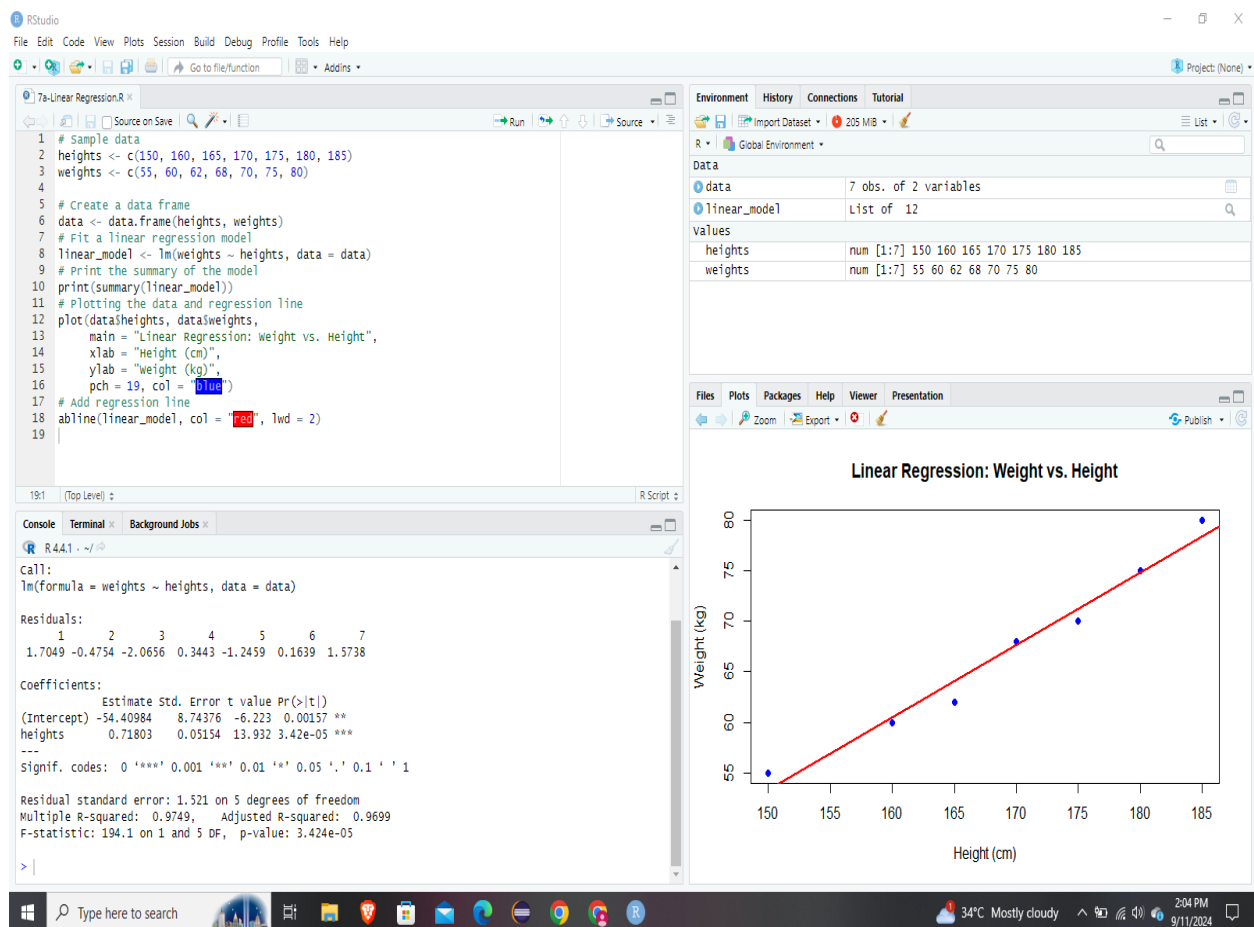 RStudio
File Edit Code View Plots Session Build Debug Profile Tools Help
Go to file/function Addins Project: (None)
7a-Linear Regression.R
Source on Save Run Source
1 # Sample data
2 heights <- c(150, 160, 165, 170, 175, 180, 185)
3 weights <- c(55, 60, 62, 68, 70, 75, 80)
4
5 # Create a data frame
6 data <- data.frame(heights, weights)
7 # Fit a linear regression model
8 linear_model <- lm(weights ~ heights, data = data)
9 # Print the summary of the model
10 print(summary(linear_model))
11 # Plotting the data and regression line
12 plot(data$heights, data$weights,
13 main = "Linear Regression: Weight vs. Height",
14 xlab = "Height (cm)",
15 ylab = "Weight (kg)",
16 pch = 19, col = "blue")
17 # Add regression line
18 abline(linear_model, col = "red", lwd = 2)
19
19:1 (Top Level) R Script
Console Terminal Background Jobs
R 4.4.1 · ~/
Call:
lm(formula = weights ~ heights, data = data)
Residuals:
1 2 3 4 5 6 7
1.7049 -0.4754 -2.0656 0.3443 -1.2459 0.1639 1.5738
Coefficients:
Estimate Std. Error t value Pr(>|t|)
(Intercept) -54.40984 8.74376 -6.223 0.00157 **
heights 0.71803 0.05154 13.932 3.42e-05 ***
---
Signif. codes: 0 ‘***’ 0.001 ‘**’ 0.01 ‘*’ 0.05 ‘.’ 0.1 ‘ ’ 1
Residual standard error: 1.521 on 5 degrees of freedom
Multiple R-squared: 0.9749, Adjusted R-squared: 0.9699
F-statistic: 194.1 on 1 and 5 DF, p-value: 3.424e-05
>
Environment History Connections Tutorial
Import Dataset 205 MiB List
R Global Environment
Data
data 7 obs. of 2 variables
linear_model List of 12
Values
heights num [1:7] 150 160 165 170 175 180 185
weights num [1:7] 55 60 62 68 70 75 80
Files Plots Packages Help Viewer Presentation
Zoom Export Publish
Linear Regression: Weight vs. Height
80
75
70
65
60
55
Weight (kg)
150 155 160 165 170 175 180 185
Height (cm)
Type here to search
34°C Mostly cloudy
2:04 PM
9/11/2024